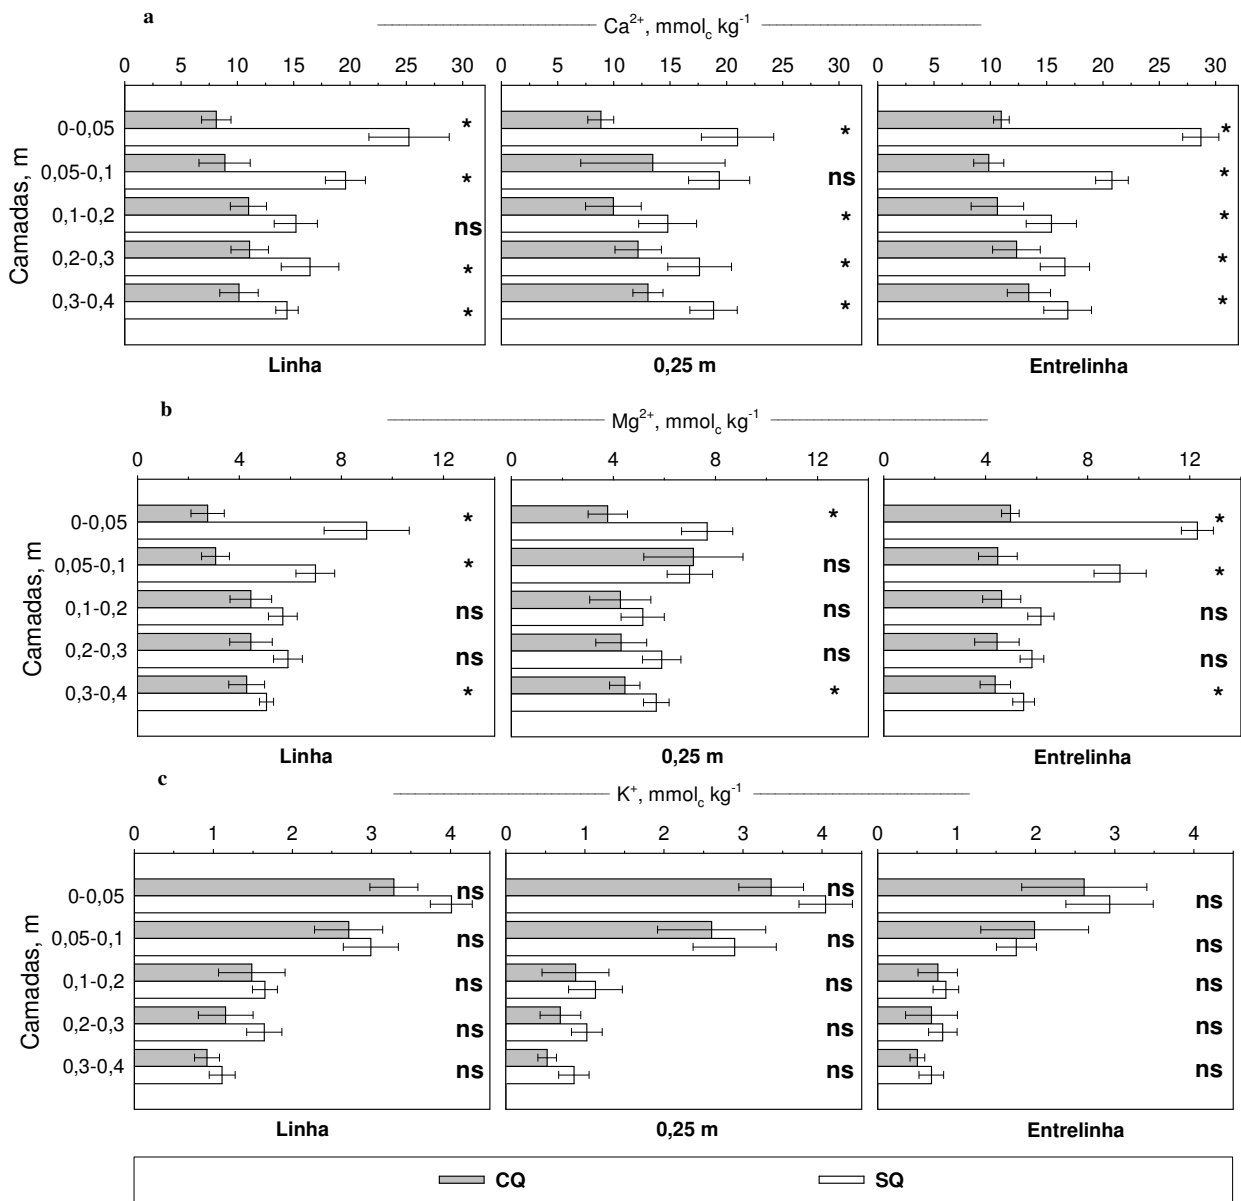 a
Ca²⁺, mmol_c kg⁻¹
0 5 10 15 20 25 30 0 5 10 15 20 25 30 0 5 10 15 20 25 30
Camadas, m
0-0,05 * * *
0,05-0,1 * ns *
0,1-0,2 ns * *
0,2-0,3 * * *
0,3-0,4 * * *
Linha 0,25 m Entrelinha
b
Mg²⁺, mmol_c kg⁻¹
0 4 8 12 0 4 8 12 0 4 8 12
Camadas, m
0-0,05 * * *
0,05-0,1 * ns *
0,1-0,2 ns ns ns
0,2-0,3 ns ns ns
0,3-0,4 * * *
Linha 0,25 m Entrelinha
c
K⁺, mmol_c kg⁻¹
0 1 2 3 4 0 1 2 3 4 0 1 2 3 4
Camadas, m
0-0,05 ns ns ns
0,05-0,1 ns ns ns
0,1-0,2 ns ns ns
0,2-0,3 ns ns ns
0,3-0,4 ns ns ns
Linha 0,25 m Entrelinha
CQ SQ